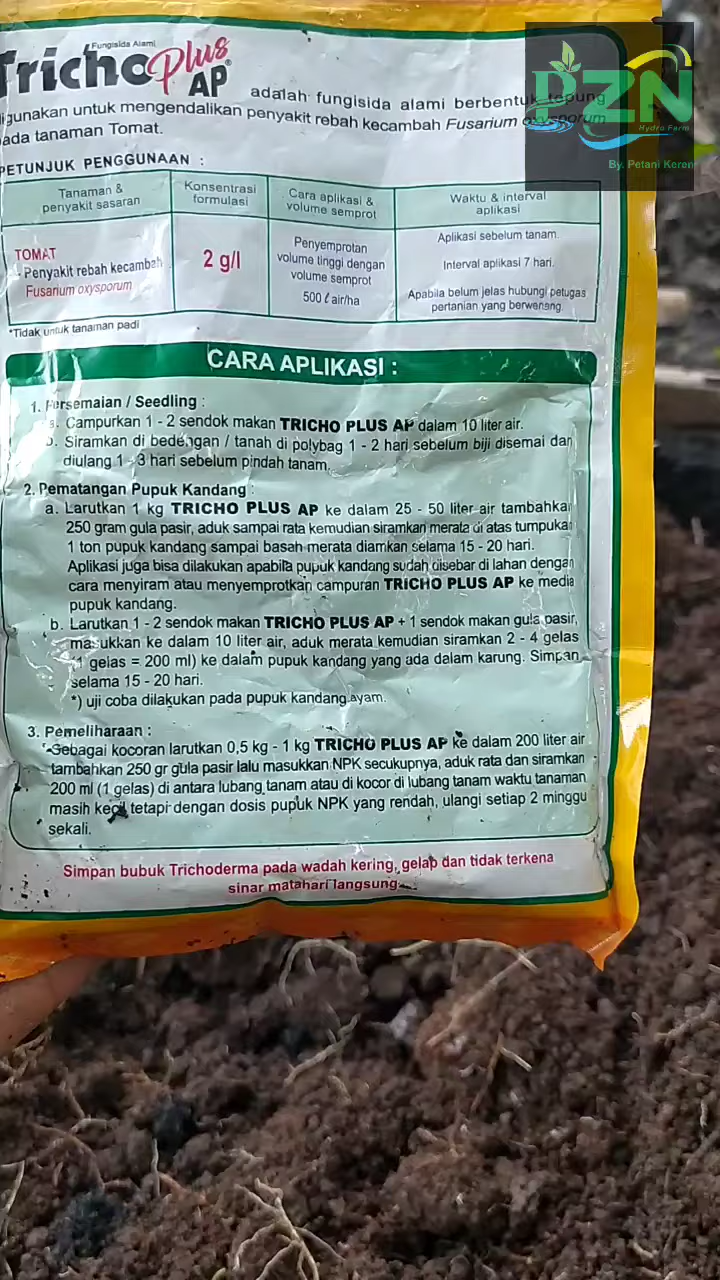 Fungisida Alami
Tricho Plus
AP®
adalah fungisida alami berbentuk tepung
digunakan untuk mengendalikan penyakit rebah kecambah Fusarium oxysporum
pada tanaman Tomat.
PETUNJUK PENGGUNAAN :
Tanaman & penyakit sasaran
Konsentrasi formulasi
Cara aplikasi & volume semprot
Waktu & interval aplikasi
TOMAT
- Penyakit rebah kecambah
Fusarium oxysporum
2 g/l
Penyemprotan
volume tinggi dengan
volume semprot
500 ℓ air/ha
Aplikasi sebelum tanam.
Interval aplikasi 7 hari.
Apabila belum jelas hubungi petugas
pertanian yang berwenang.
*Tidak untuk tanaman padi
CARA APLIKASI :
1. Persemaian / Seedling :
a. Campurkan 1 - 2 sendok makan TRICHO PLUS AP dalam 10 liter air.
b. Siramkan di bedengan / tanah di polybag 1 - 2 hari sebelum biji disemai dan
diulang 1 - 3 hari sebelum pindah tanam.
2. Pematangan Pupuk Kandang :
a. Larutkan 1 kg TRICHO PLUS AP ke dalam 25 - 50 liter air tambahkan
250 gram gula pasir, aduk sampai rata kemudian siramkan merata di atas tumpukan
1 ton pupuk kandang sampai basah merata diamkan selama 15 - 20 hari.
Aplikasi juga bisa dilakukan apabila pupuk kandang sudah disebar di lahan dengan
cara menyiram atau menyemprotkan campuran TRICHO PLUS AP ke media
pupuk kandang.
b. Larutkan 1 - 2 sendok makan TRICHO PLUS AP + 1 sendok makan gula pasir,
masukkan ke dalam 10 liter air, aduk merata kemudian siramkan 2 - 4 gelas
(1 gelas = 200 ml) ke dalam pupuk kandang yang ada dalam karung. Simpan
selama 15 - 20 hari.
*) uji coba dilakukan pada pupuk kandang ayam.
3. Pemeliharaan :
-Sebagai kocoran larutkan 0,5 kg - 1 kg TRICHO PLUS AP ke dalam 200 liter air
tambahkan 250 gr gula pasir lalu masukkan NPK secukupnya, aduk rata dan siramkan
200 ml (1 gelas) di antara lubang tanam atau di kocor di lubang tanam waktu tanaman
masih kecil tetapi dengan dosis pupuk NPK yang rendah, ulangi setiap 2 minggu
sekali.
Simpan bubuk Trichoderma pada wadah kering, gelap dan tidak terkena
sinar matahari langsung
PZN
Hydro Farm
By. Petani Keren